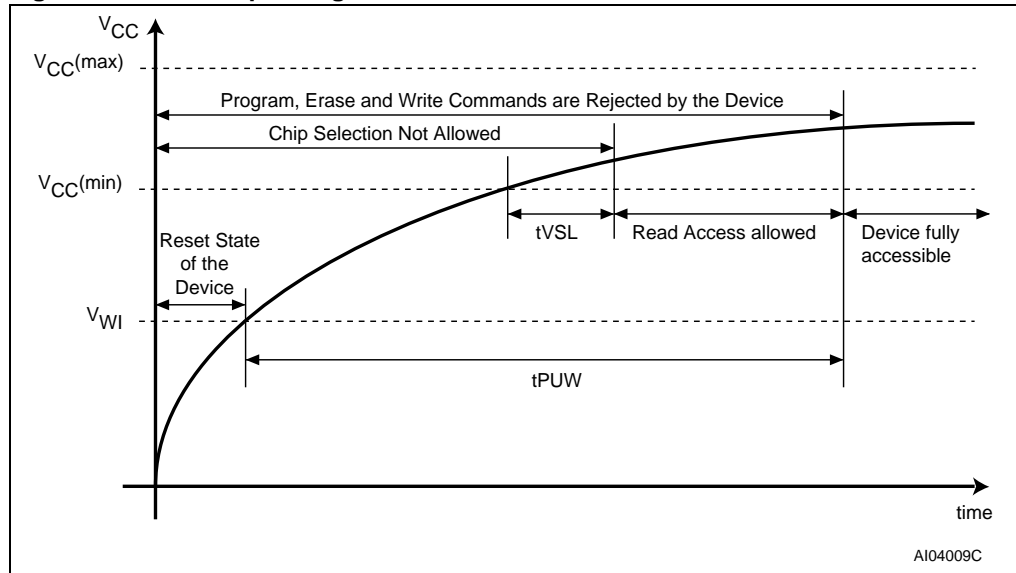 VCC
VCC(max)
Program, Erase and Write Commands are Rejected by the Device
Chip Selection Not Allowed
VCC(min)
Reset State
of the
Device
tVSL
Read Access allowed
Device fully
accessible
VWI
tPUW
time
AI04009C